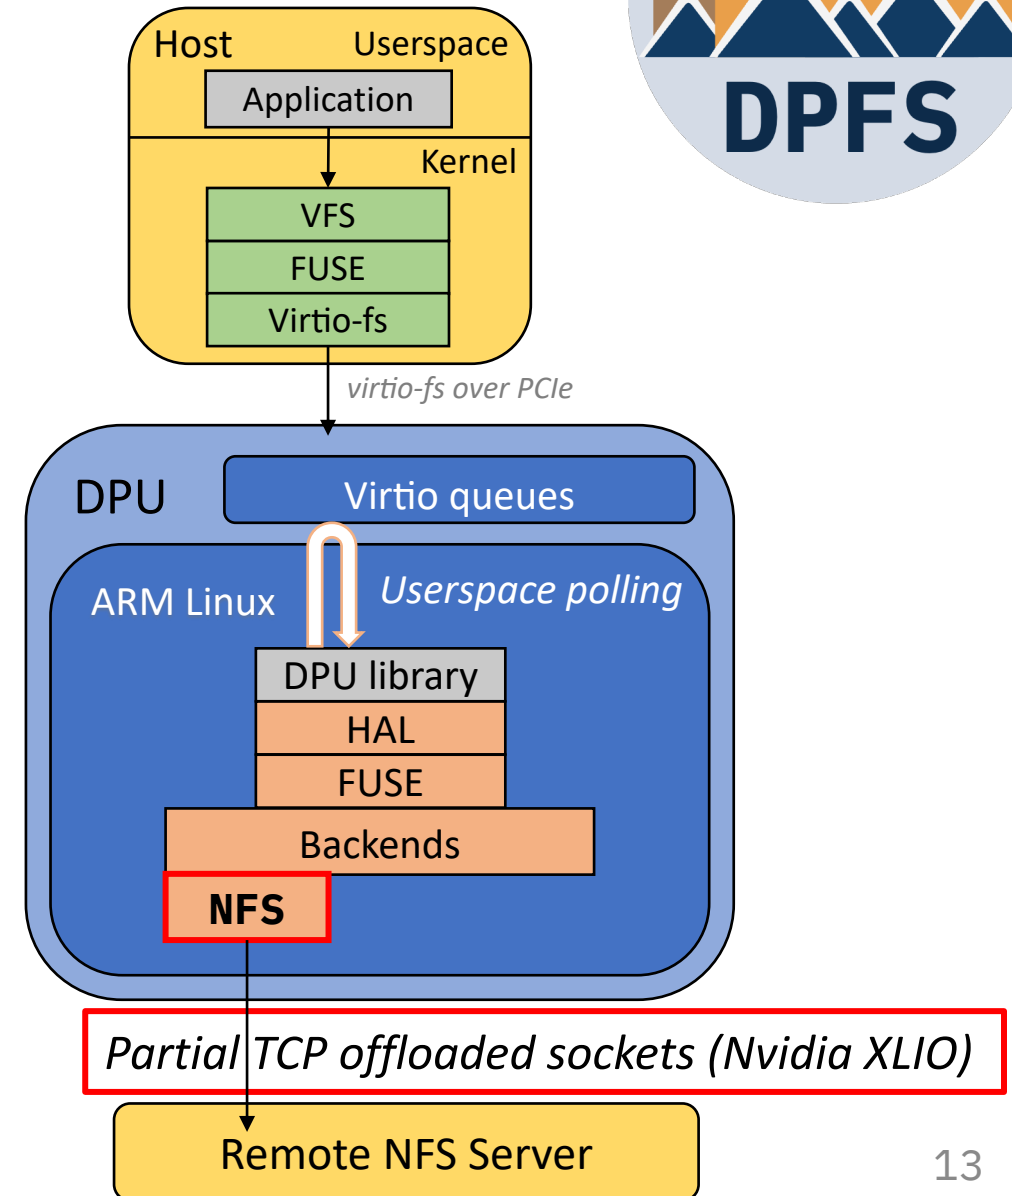 Host
Userspace
Application
Kernel
VFS
FUSE
Virtio-fs
virtio-fs over PCIe
DPFS
DPU
Virtio queues
ARM Linux
Userspace polling
DPU library
HAL
FUSE
Backends
NFS
Partial TCP offloaded sockets (Nvidia XLIO)
Remote NFS Server
13